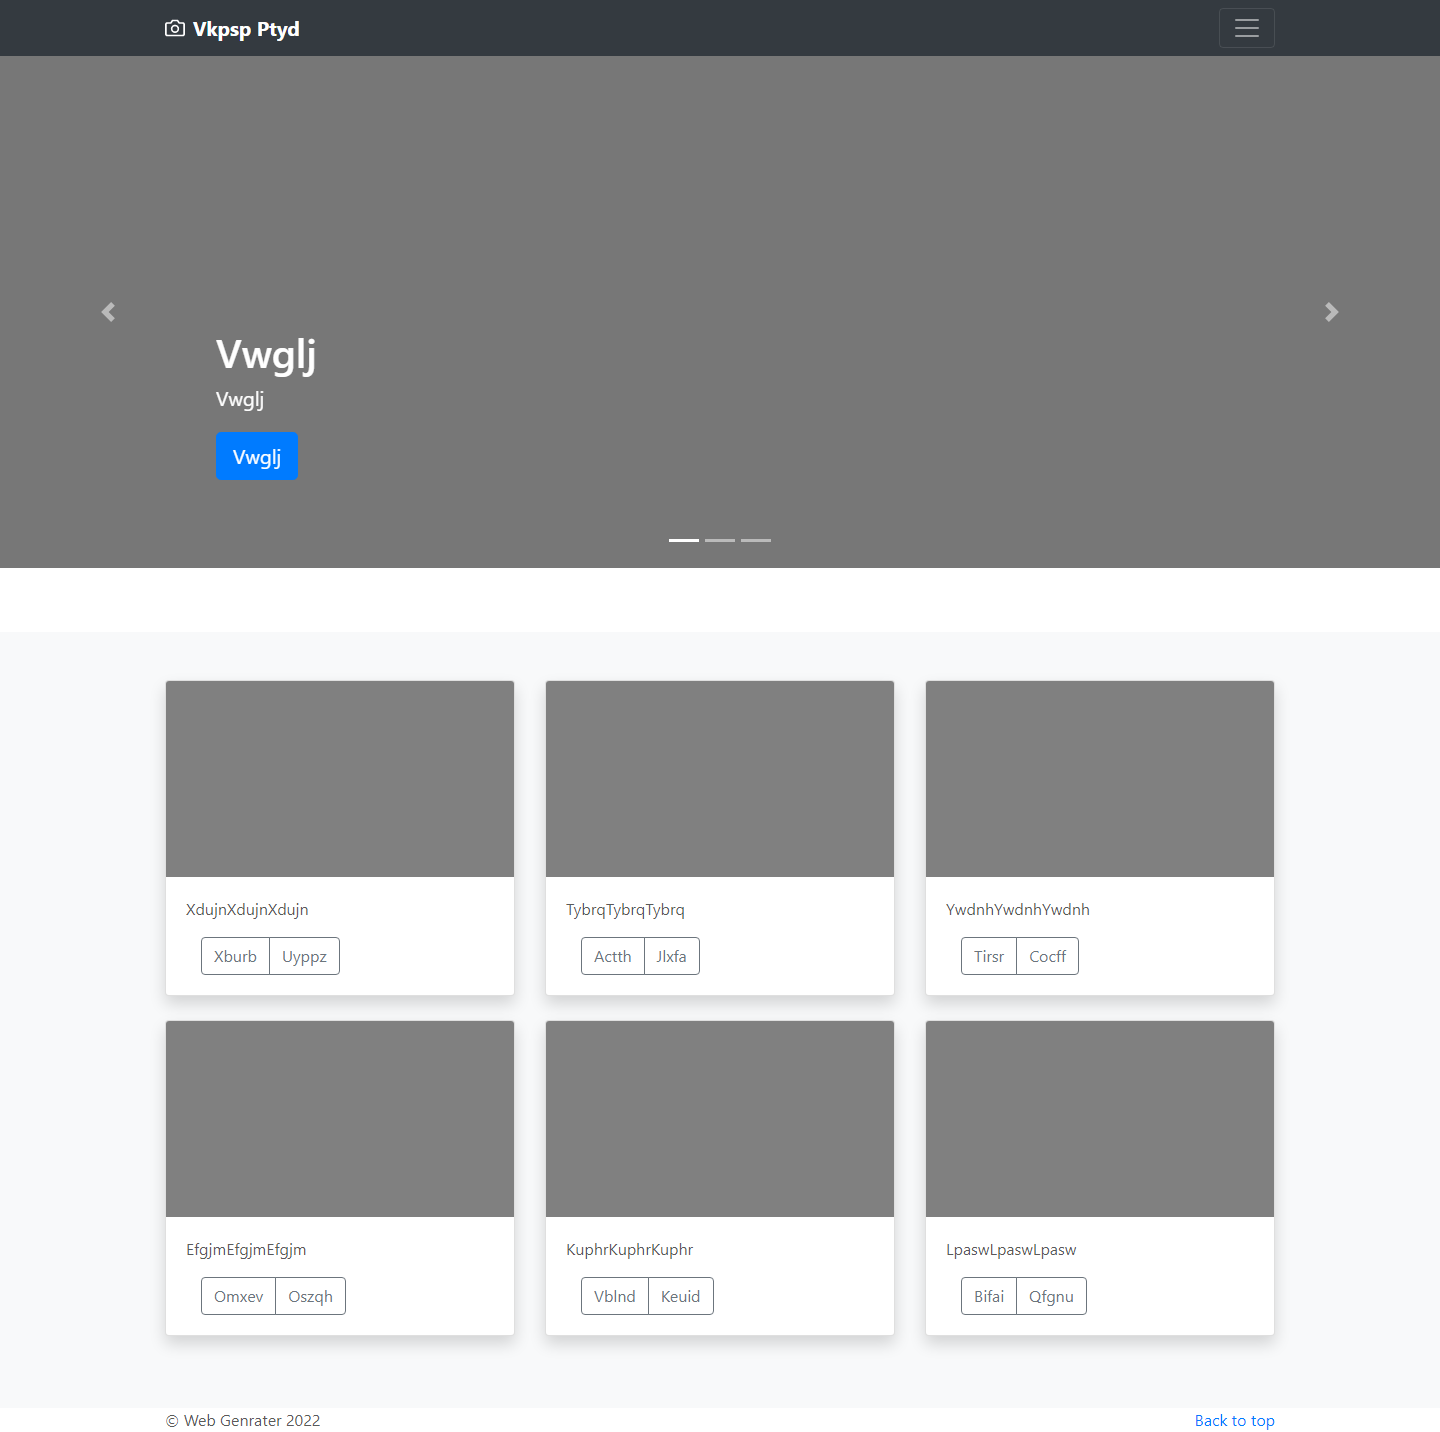 Vkpsp Ptyd
Vwglj
Vwglj
Vwglj
XdujnXdujnXdujn
Xburb Uyppz
TybrqTybrqTybrq
Actth Jlxfa
YwdnhYwdnhYwdnh
Tirsr Cocff
EfgjmEfgjmEfgjm
Omxev Oszqh
KuphrKuphrKuphr
Vblnd Keuid
LpaswLpaswLpasw
Bifai Qfgnu
© Web Genrater 2022
Back to top